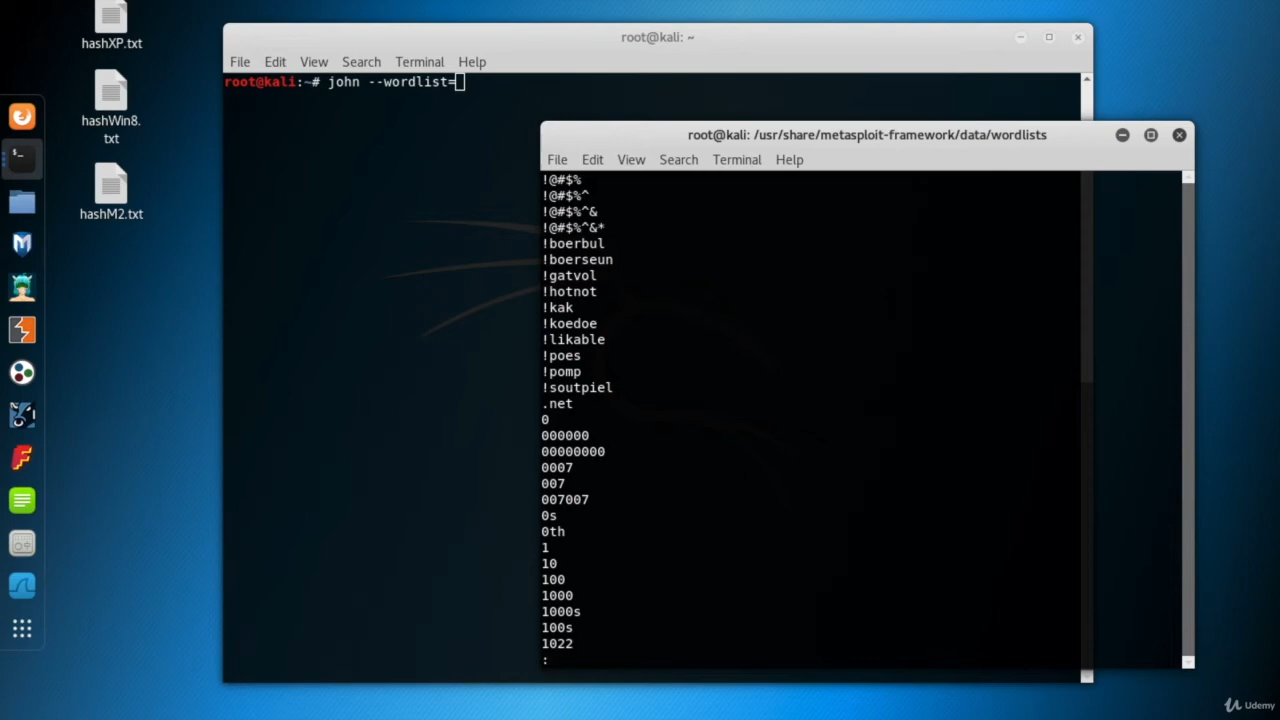 hashXP.txt
hashWin8.
txt
hashM2.txt
root@kali: ~
File Edit View Search Terminal Help
root@kali:~# john --wordlist=
root@kali: /usr/share/metasploit-framework/data/wordlists
File Edit View Search Terminal Help
!@#$%
!@#$%^
!@#$%^&
!@#$%^&*
!boerbul
!boerseun
!gatvol
!hotnot
!kak
!koedoe
!likable
!poes
!pomp
!soutpiel
.net
0
000000
00000000
0007
007
007007
0s
0th
1
10
100
1000
1000s
100s
1022
:
Udemy